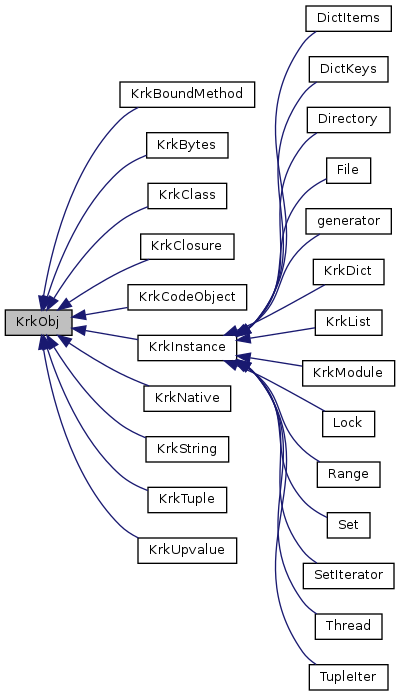 KrkObj
KrkBoundMethod
KrkBytes
KrkClass
KrkClosure
KrkCodeObject
KrkInstance
KrkNative
KrkString
KrkTuple
KrkUpvalue
DictItems
DictKeys
Directory
File
generator
KrkDict
KrkList
KrkModule
Lock
Range
Set
SetIterator
Thread
TupleIter